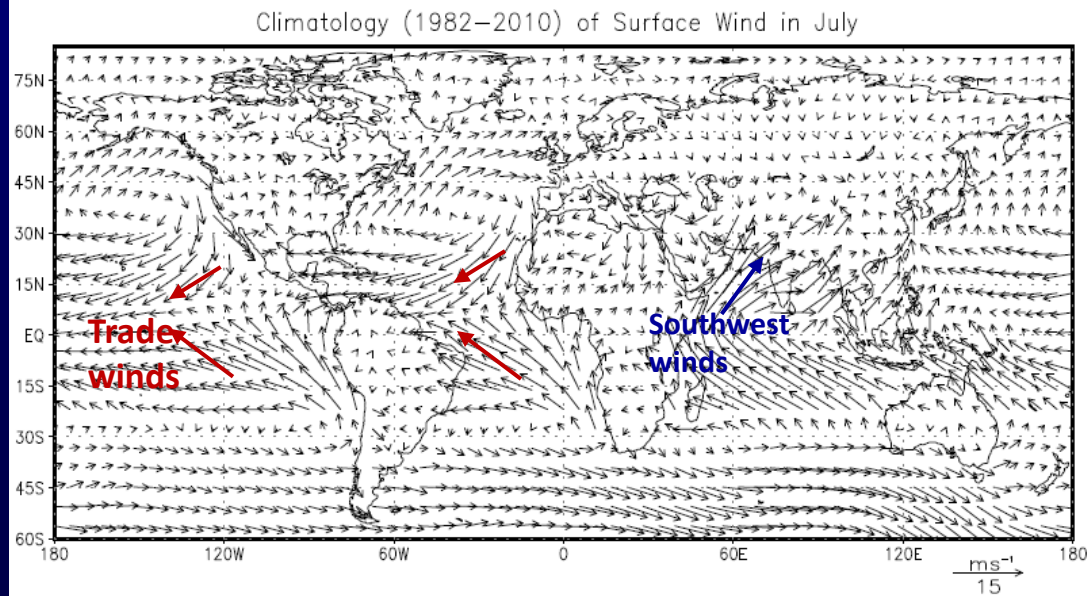 Climatology (1982–2010) of Surface Wind in July
75N
60N
45N
30N
15N
EQ
15S
30S
45S
60S
Trade
winds
Southwest
winds
180
120W
60W
0
60E
120E
180
ms⁻¹
15